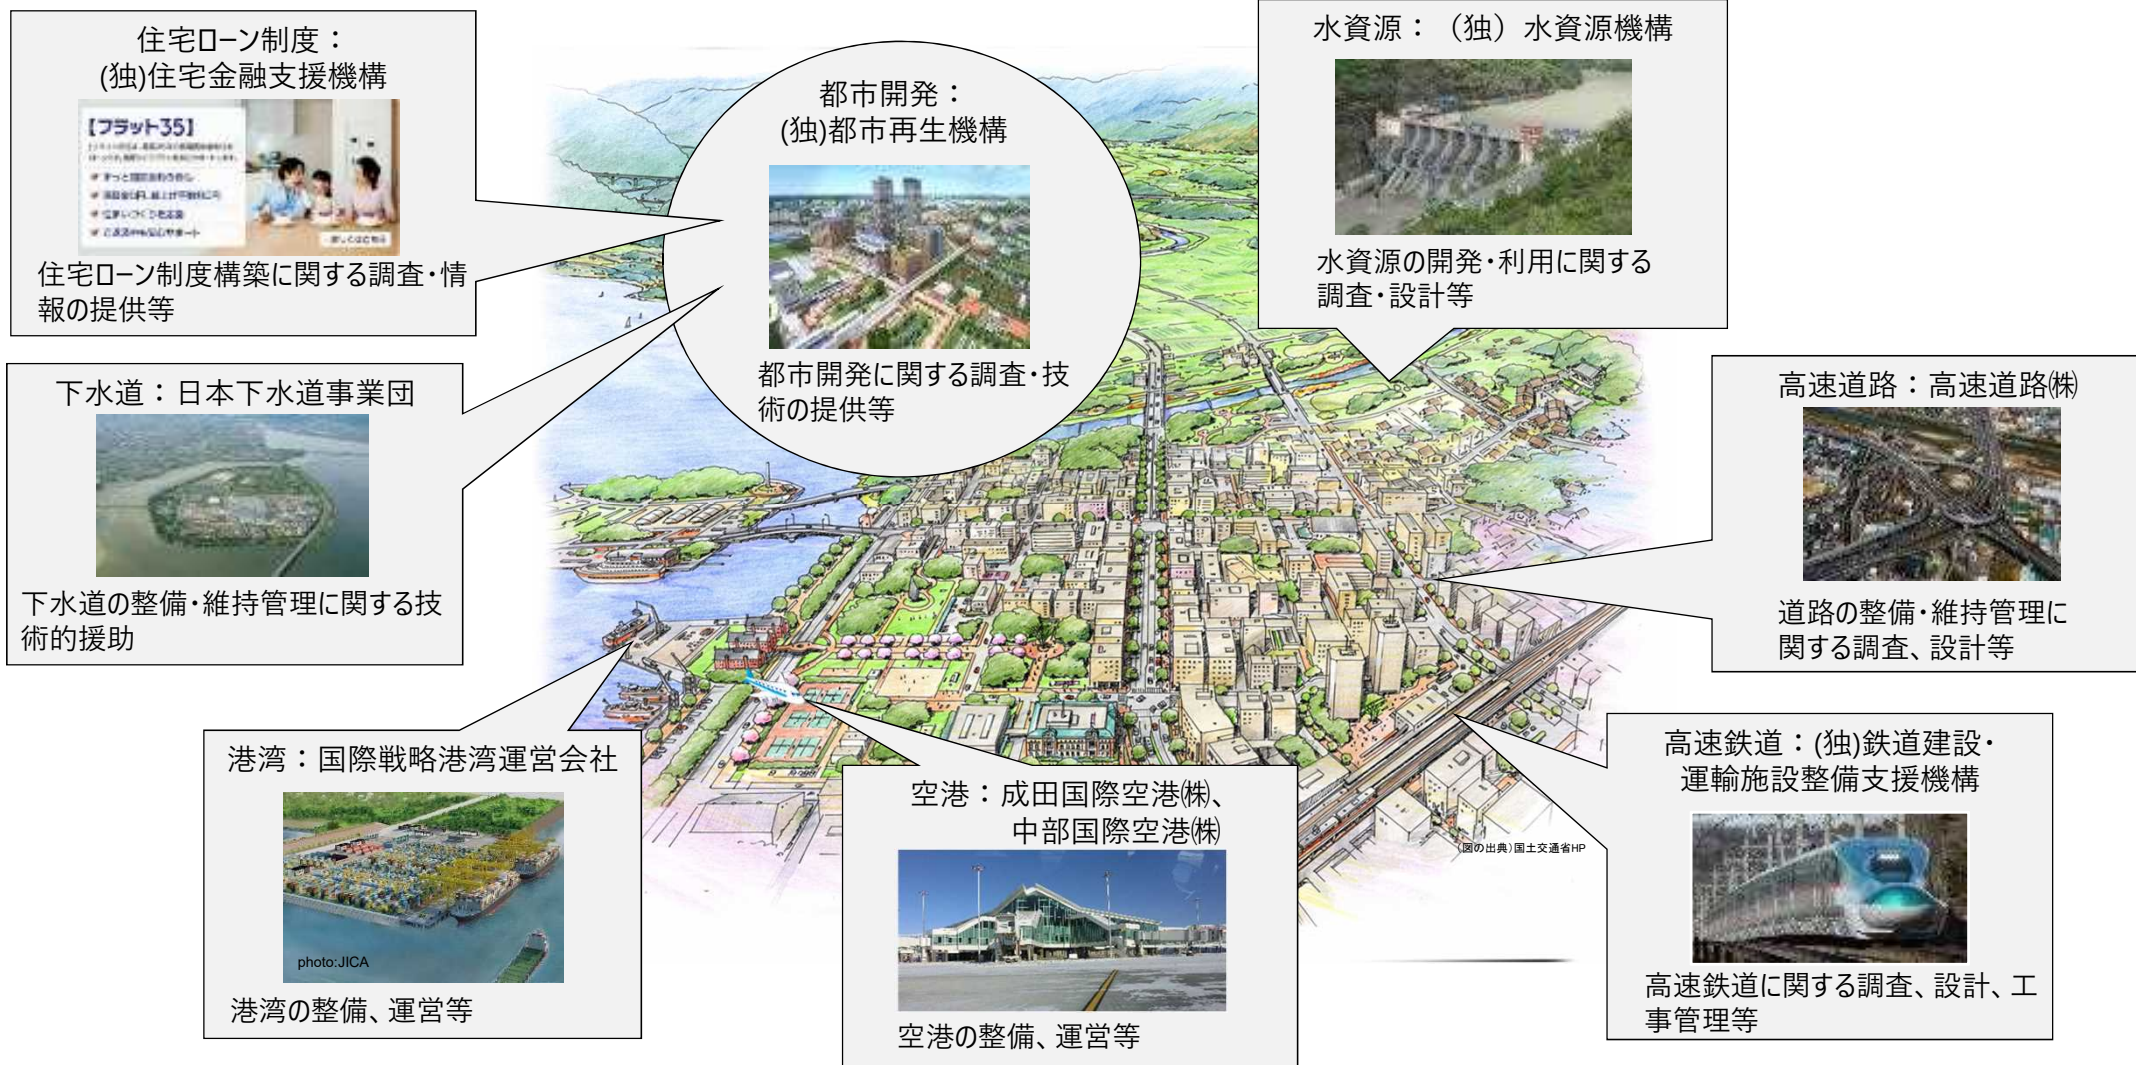 住宅ローン制度：
(独)住宅金融支援機構
【フラット35】
住宅ローン制度構築に関する調査・情
報の提供等
都市開発：
(独)都市再生機構
都市開発に関する調査・技
術の提供等
水資源：（独）水資源機構
水資源の開発・利用に関する
調査・設計等
下水道：日本下水道事業団
下水道の整備・維持管理に関する技
術的援助
高速道路：高速道路㈱
道路の整備・維持管理に
関する調査、設計等
港湾：国際戦略港湾運営会社
photo:JICA
港湾の整備、運営等
空港：成田国際空港㈱、
中部国際空港㈱
空港の整備、運営等
高速鉄道：(独)鉄道建設・
運輸施設整備支援機構
高速鉄道に関する調査、設計、工
事管理等
（図の出典）国土交通省HP